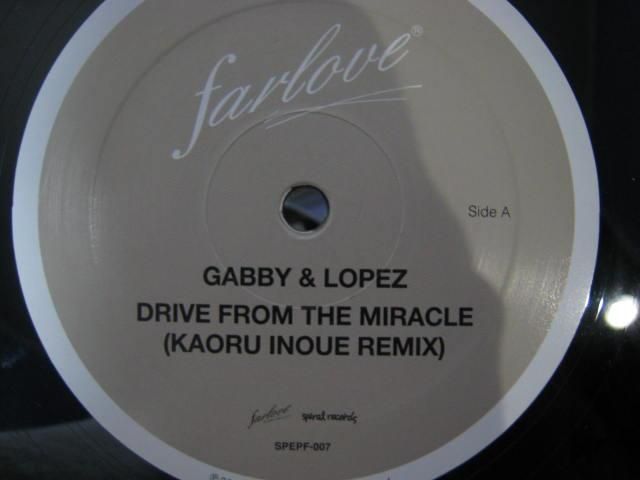 farlove®
Side A
GABBY & LOPEZ
DRIVE FROM THE MIRACLE
(KAORU INOUE REMIX)
farlove spiral records
SPEPF-007